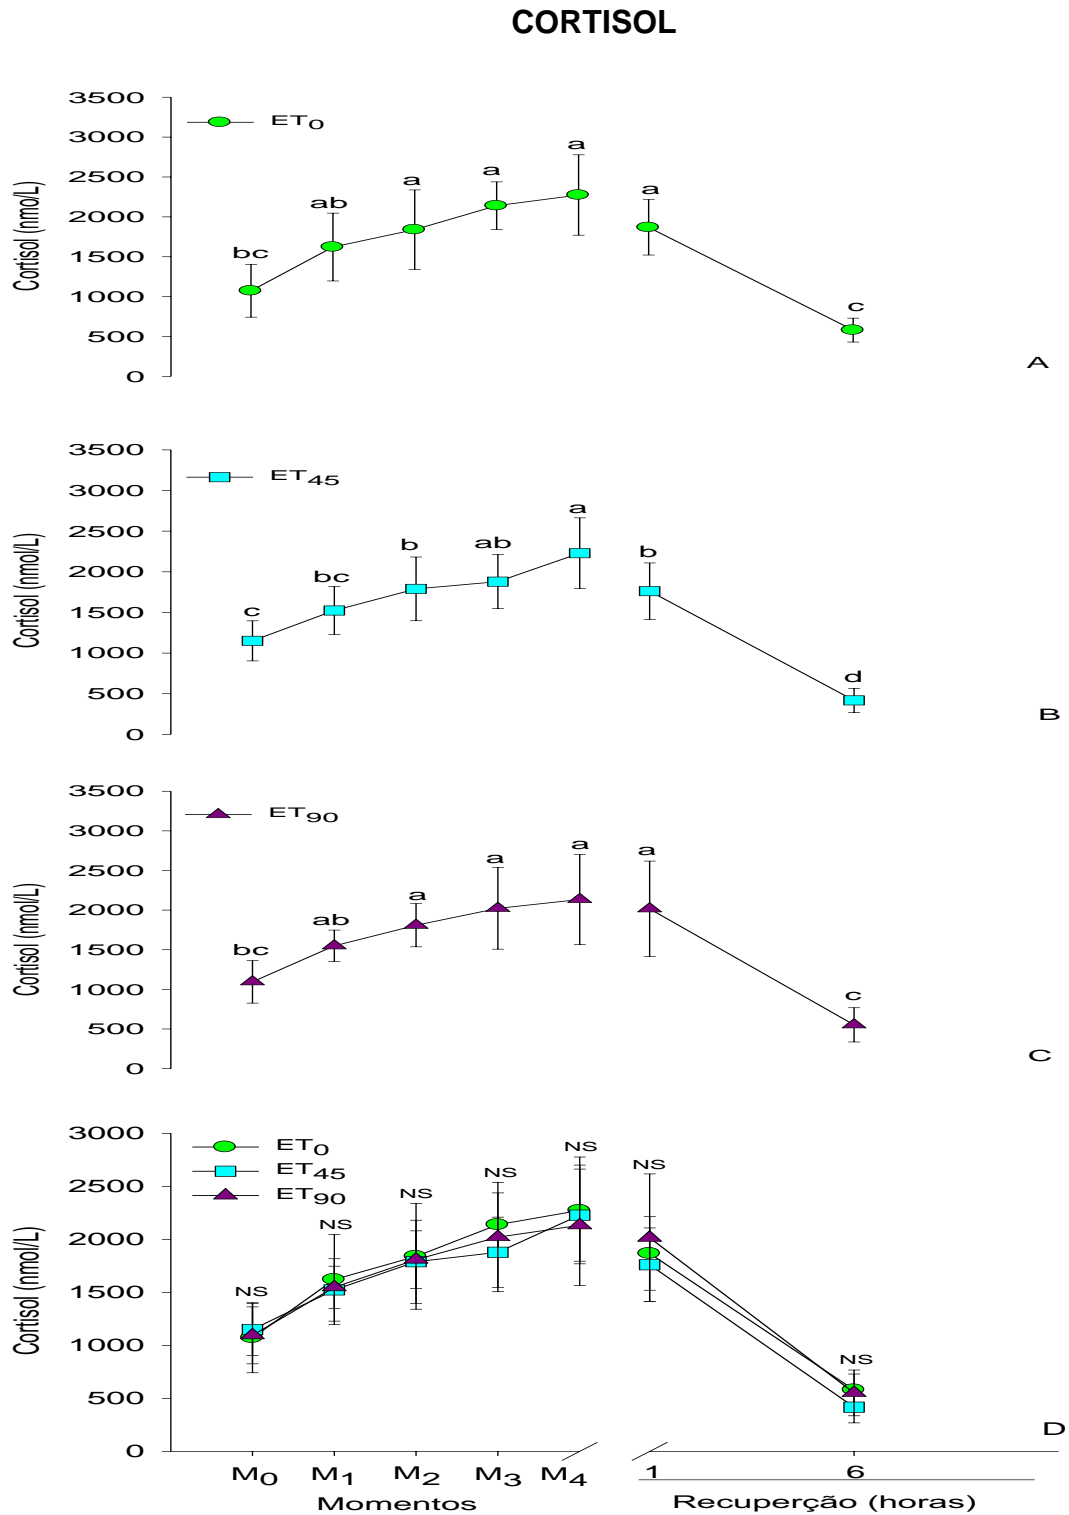 CORTISOL
3500
3000
2500
2000
1500
1000
500
0
Cortisol (nmo/L)
ET0
bc
ab
a
a
a
a
c
A
3500
3000
2500
2000
1500
1000
500
0
Cortisol (nmol/L)
ET45
c
bc
b
ab
a
b
d
B
3500
3000
2500
2000
1500
1000
500
0
Cortisol (nmol/L)
ET90
bc
ab
a
a
a
a
c
C
3000
2500
2000
1500
1000
500
0
Cortisol (nmol/L)
ET0
ET45
ET90
NS
NS
NS
NS
NS
NS
NS
D
M0 M1 M2 M3 M4 1 6
Momentos Recuperção (horas)